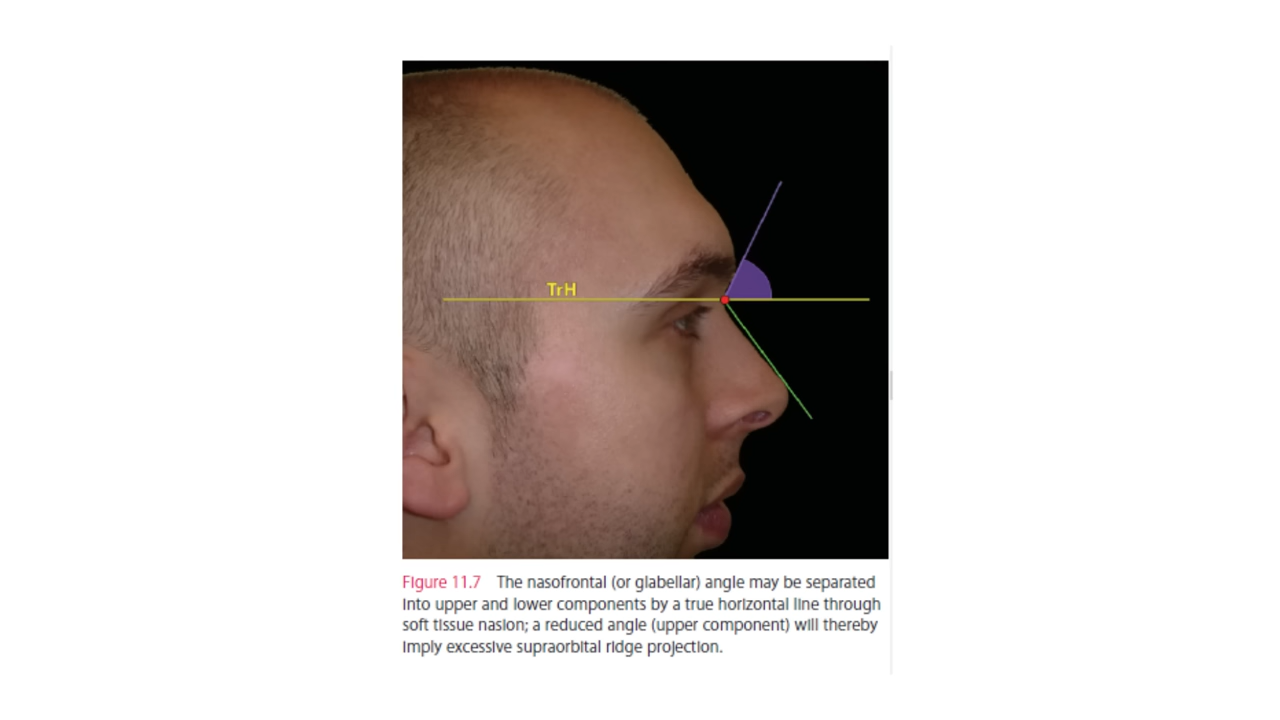 TrH
Figure 11.7 The nasofrontal (or glabellar) angle may be separated
into upper and lower components by a true horizontal line through
soft tissue nasion; a reduced angle (upper component) will thereby
imply excessive supraorbital ridge projection.